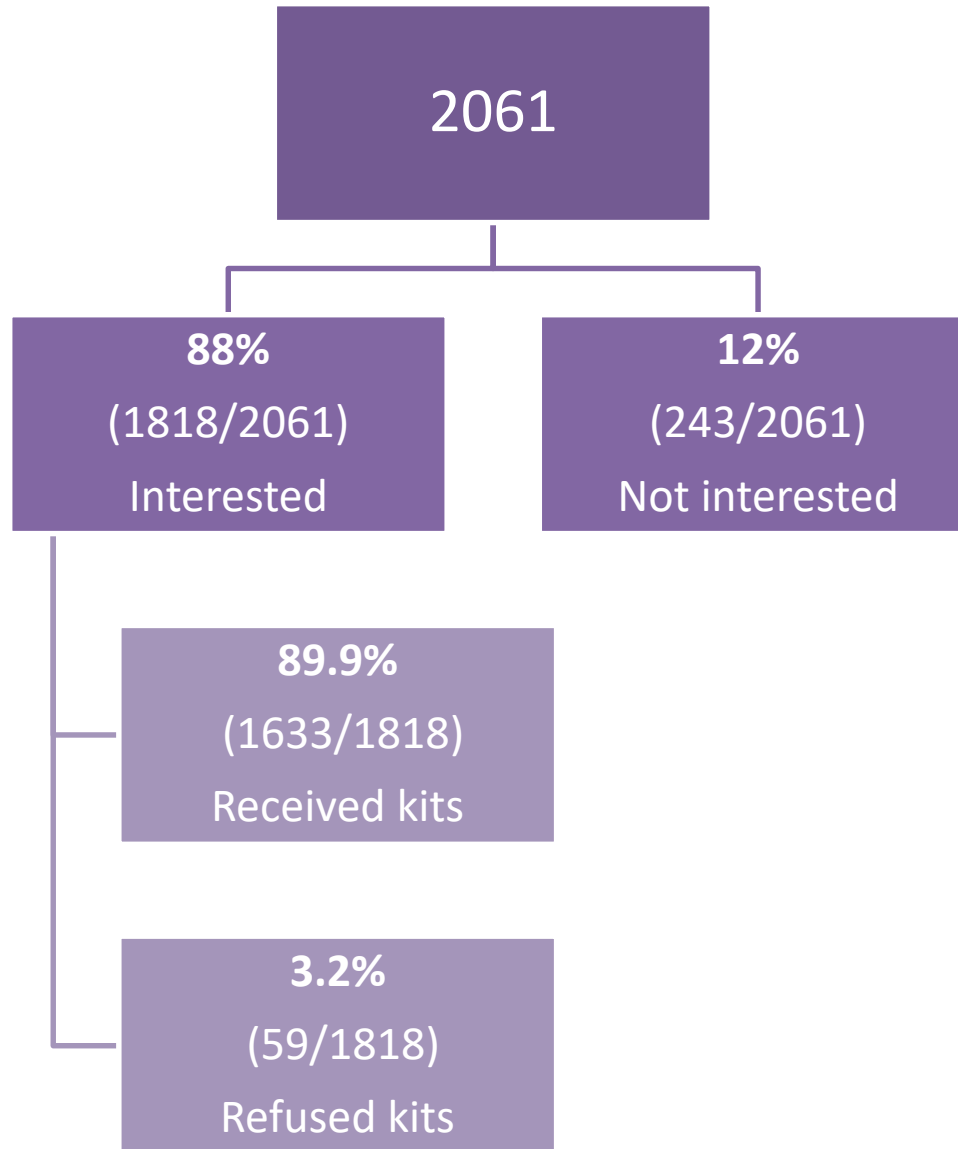 2061
88%
(1818/2061)
Interested
12%
(243/2061)
Not interested
89.9%
(1633/1818)
Received kits
3.2%
(59/1818)
Refused kits